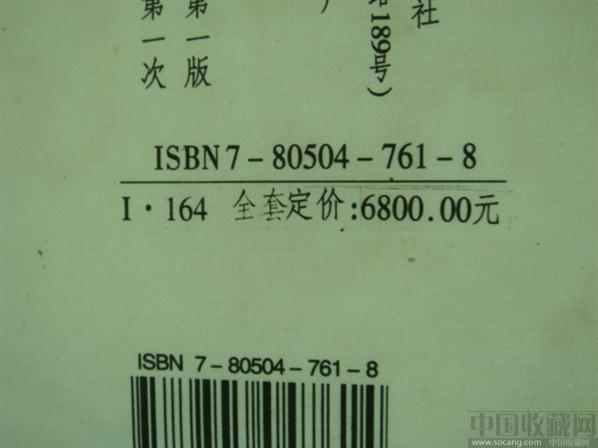 社
路189号)
第一版
第一次
ISBN 7-80504-761-8
I·164 全套定价:6800.00元
ISBN 7-80504-761-8
中国收藏网
www.socang.com